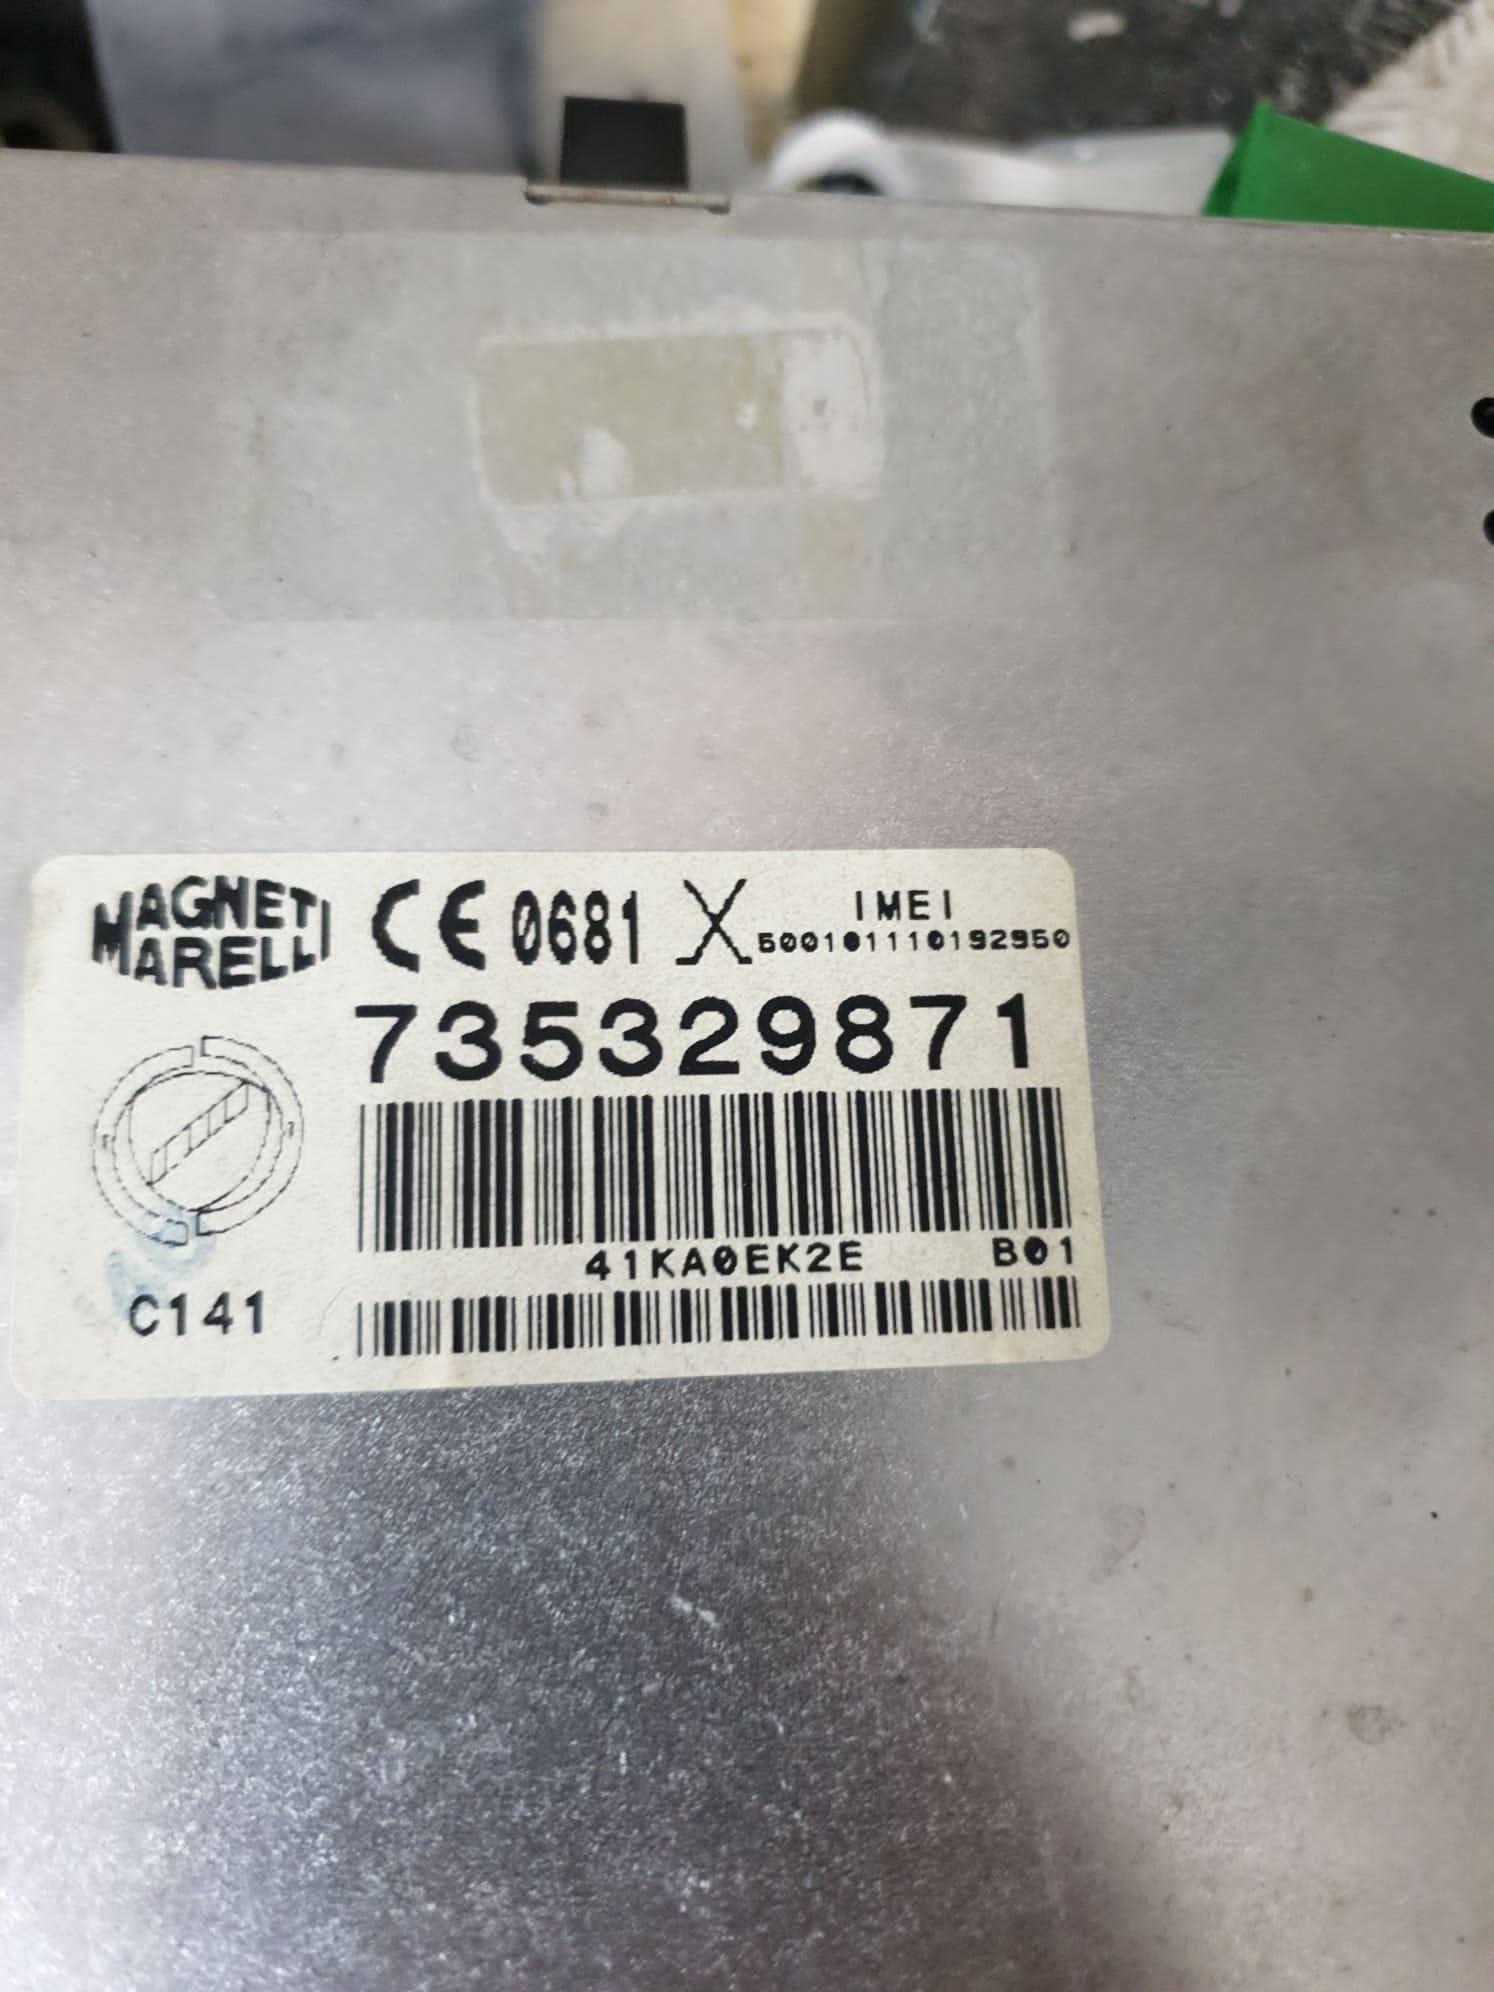 MAGNETI
MARELLI
CE 0681
IMEI
500101110192950
735329871
41KA0EK2E B01
C141